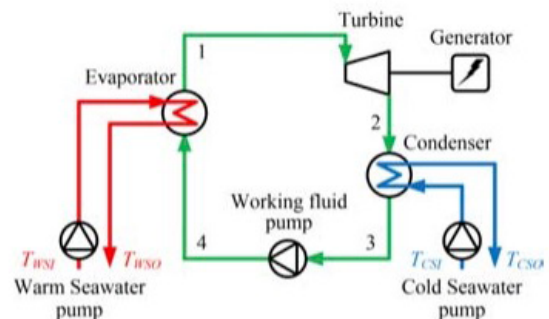 Turbine
Generator
1
Evaporator
2
Condenser
Working fluid
pump
4
3
T_WSI
T_WSO
T_CSI
T_CSO
Warm Seawater
pump
Cold Seawater
pump